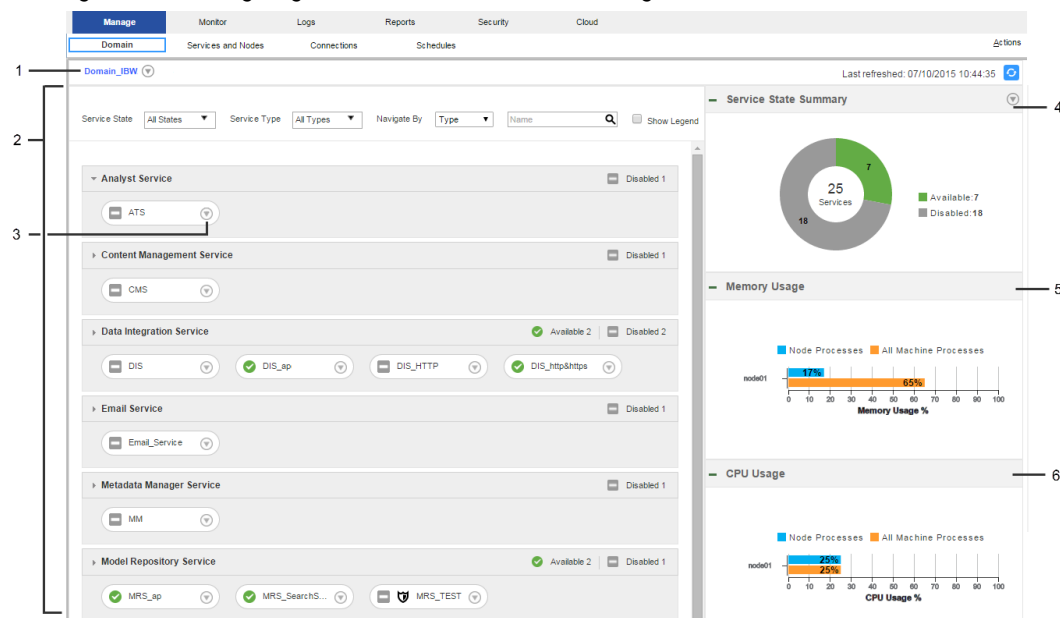 Manage Monitor Logs Reports Security Cloud
Domain Services and Nodes Connections Schedules Actions
1 Domain_IBW Last refreshed: 07/10/2015 10:44:35
2
Service State All States Service Type All Types Navigate By Type Name Show Legend
Analyst Service Disabled 1
ATS
3
Content Management Service Disabled 1
CMS
Data Integration Service Available 2 Disabled 2
DIS DIS_ap DIS_HTTP DIS_http&https
Email Service Disabled 1
Email_Service
Metadata Manager Service Disabled 1
MM
Model Repository Service Available 2 Disabled 1
MRS_ap MRS_SearchS... MRS_TEST
Service State Summary 4
7
25
Services
18
Available:7
Disabled:18
Memory Usage 5
Node Processes All Machine Processes
node01
17%
65%
0 10 20 30 40 50 60 70 80 90 100
Memory Usage %
CPU Usage 6
Node Processes All Machine Processes
node01
25%
25%
0 10 20 30 40 50 60 70 80 90 100
CPU Usage %